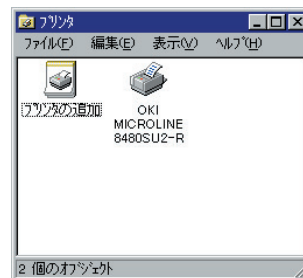 プリンタ
ファイル(F) 編集(E) 表示(V) ヘルプ(H)
プリンタの追加
OKI
MICROLINE
8480SU2-R
2 個のオブジェクト